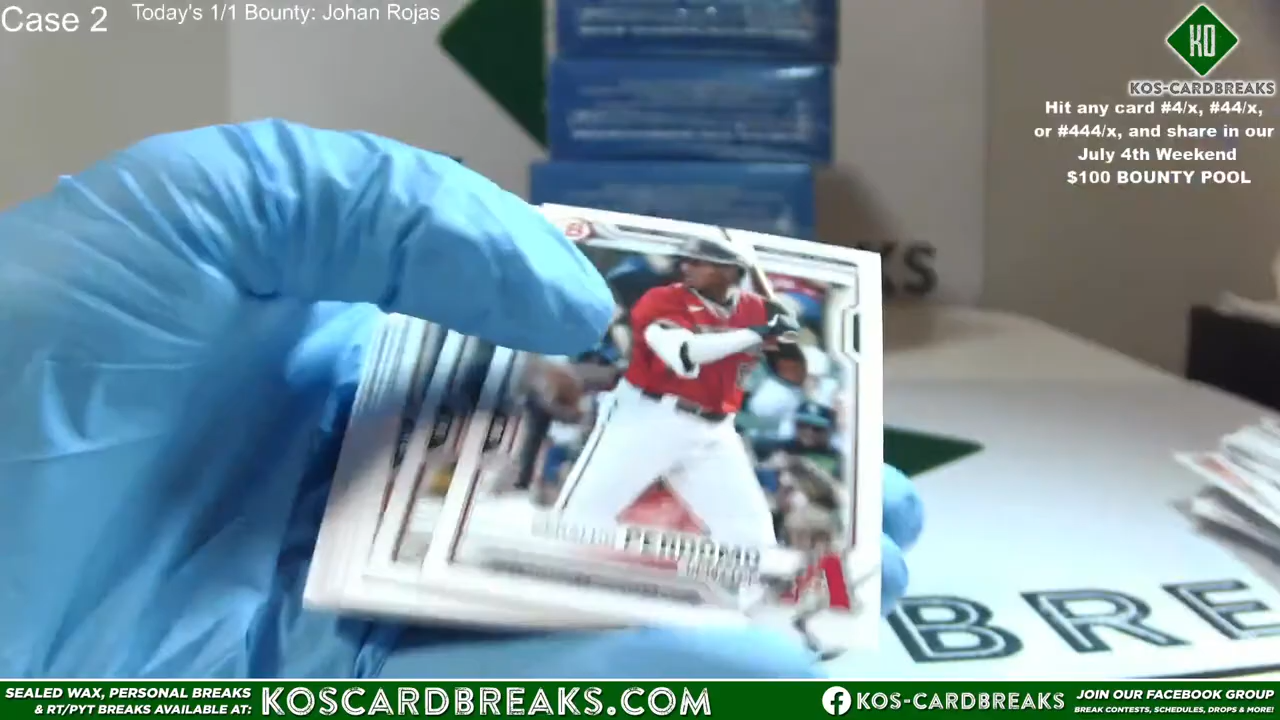 Case 2
Today's 1/1 Bounty: Johan Rojas
KO
KOS-CARDBREAKS
Hit any card #4/x, #44/x,
or #444/x, and share in our
July 4th Weekend
$100 BOUNTY POOL
KS
B
PERDOMO
A
BRE
SEALED WAX, PERSONAL BREAKS
& RT/PYT BREAKS AVAILABLE AT:
KOSCARDBREAKS.COM
KOS-CARDBREAKS
JOIN OUR FACEBOOK GROUP
BREAK CONTESTS, SCHEDULES, DROPS & MORE!